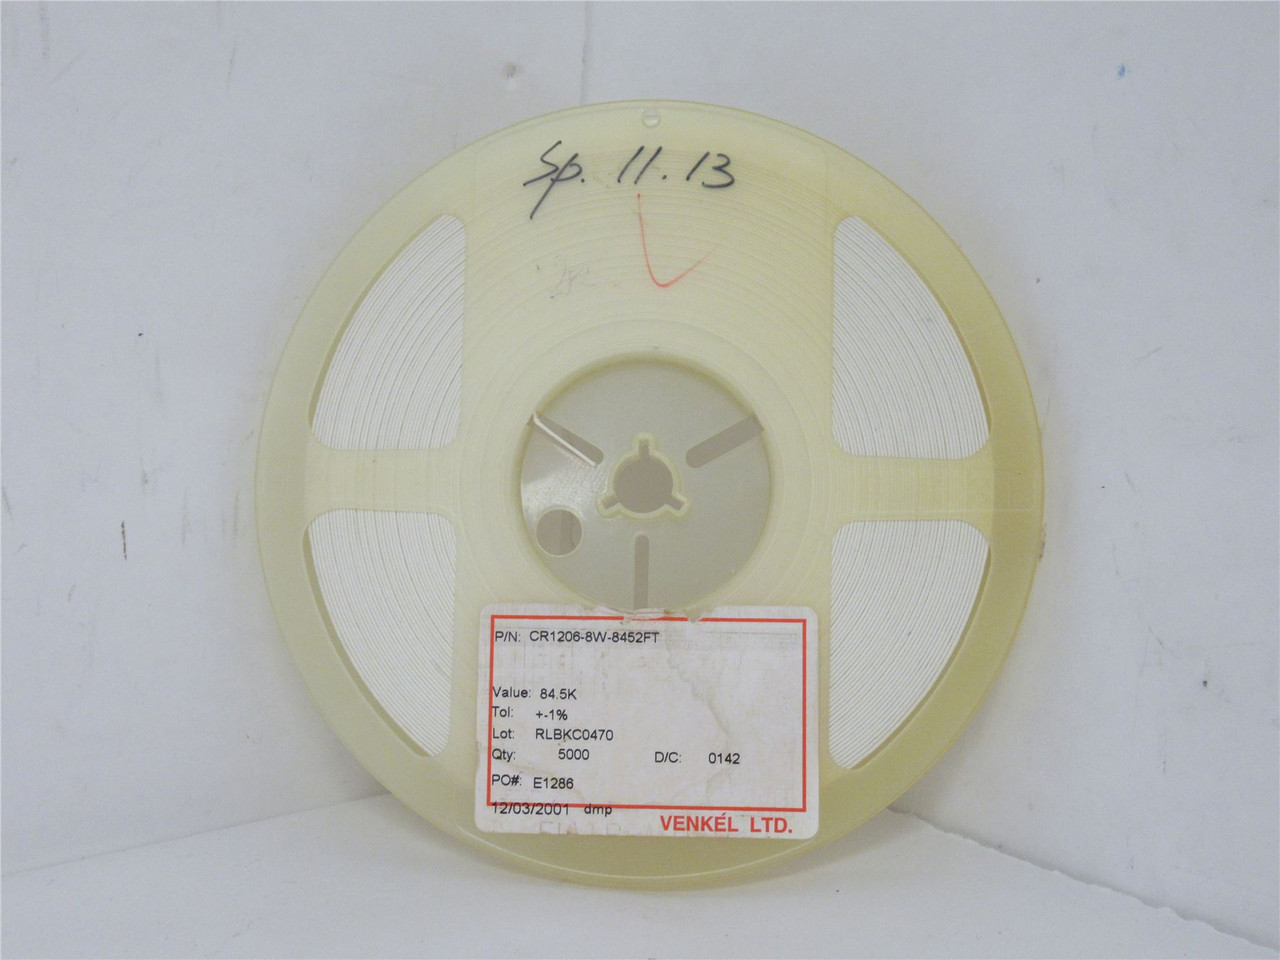 Sp. 11. 13
P/N: CR1206-8W-8452FT
Value: 84.5K
Tol: +-1%
Lot: RLBKC0470
Qty: 5000 D/C: 0142
PO#: E1286
12/03/2001 dmp
VENKÉL LTD.